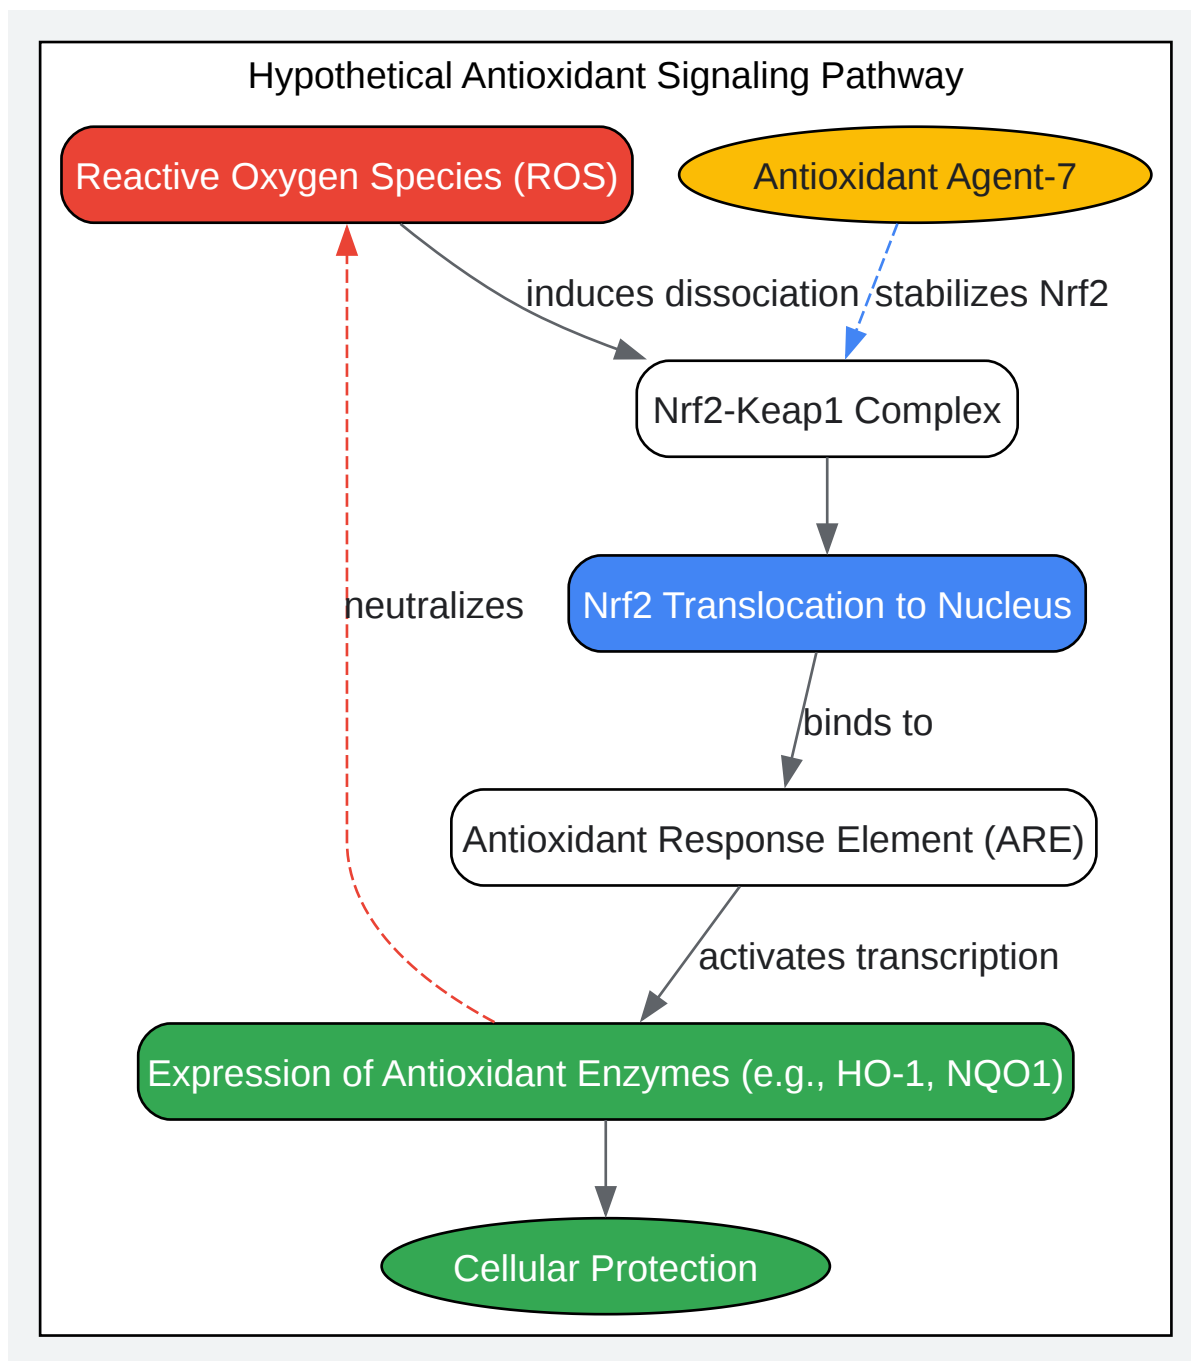 Hypothetical Antioxidant Signaling Pathway
Reactive Oxygen Species (ROS)
Antioxidant Agent-7
induces dissociation
stabilizes Nrf2
Nrf2-Keap1 Complex
neutralizes
Nrf2 Translocation to Nucleus
binds to
Antioxidant Response Element (ARE)
activates transcription
Expression of Antioxidant Enzymes (e.g., HO-1, NQO1)
Cellular Protection